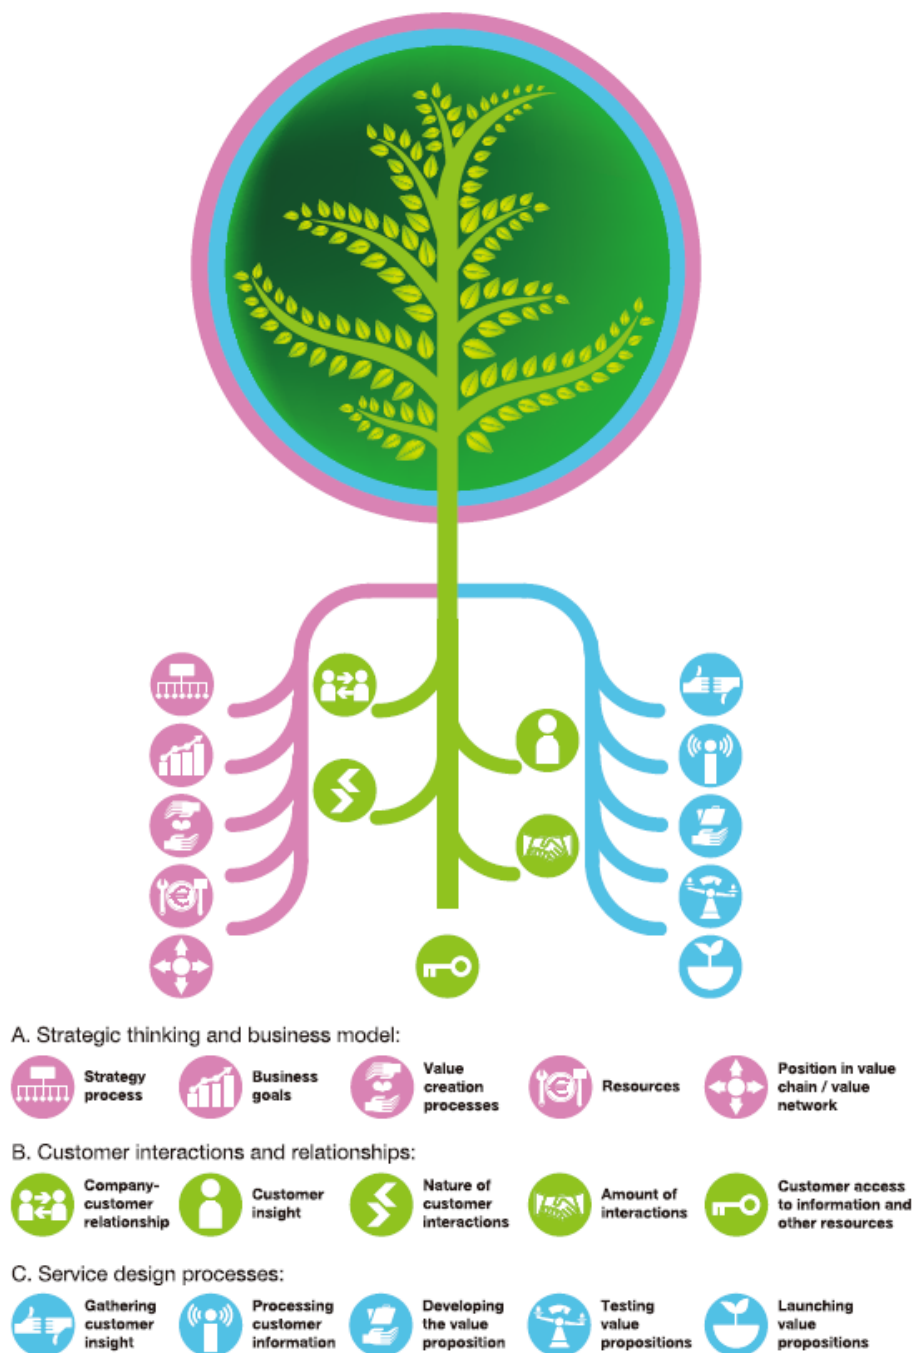 A. Strategic thinking and business model:
Strategy
process
Business
goals
Value
creation
processes
Resources
Position in value
chain / value
network
B. Customer interactions and relationships:
Company-
customer
relationship
Customer
insight
Nature of
customer
interactions
Amount of
interactions
Customer access
to information and
other resources
C. Service design processes:
Gathering
customer
insight
Processing
customer
information
Developing
the value
proposition
Testing
value
propositions
Launching
value
propositions